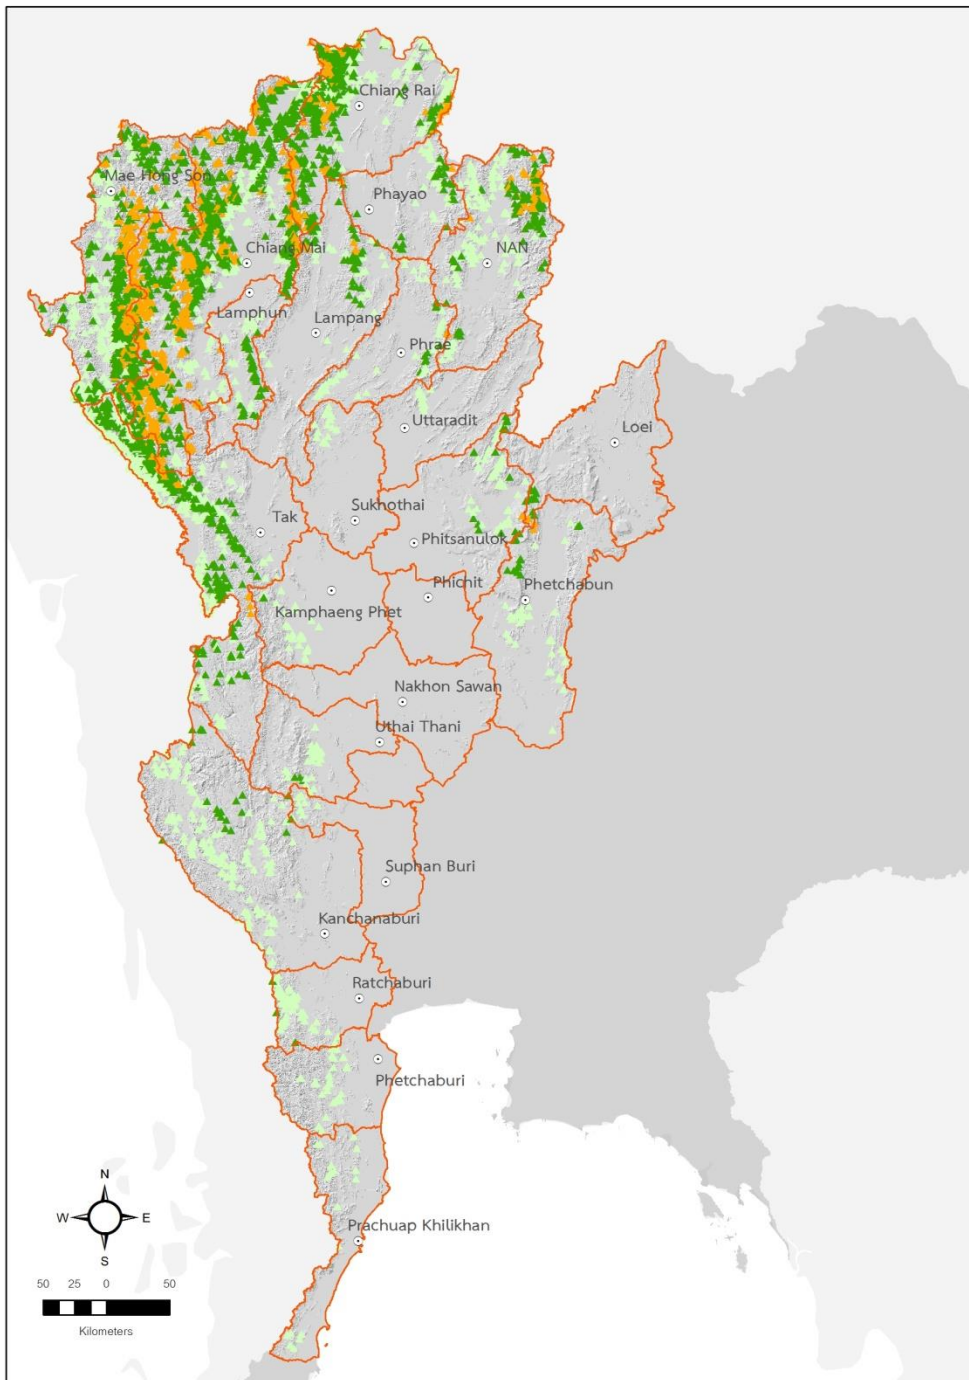 Chiang Rai
Mae Hong Son
Phayao
Chiang Mai
NAN
Lamphun
Lampang
Phrae
Uttaradit
Loei
Sukhothai
Tak
Phitsanulok
Phichit
Phetchabun
Kamphaeng Phet
Nakhon Sawan
Uthai Thani
Suphan Buri
Kanchanaburi
Ratchaburi
Phetchaburi
N
W
E
S
Prachuap Khilikhan
50 25 0 50
Kilometers